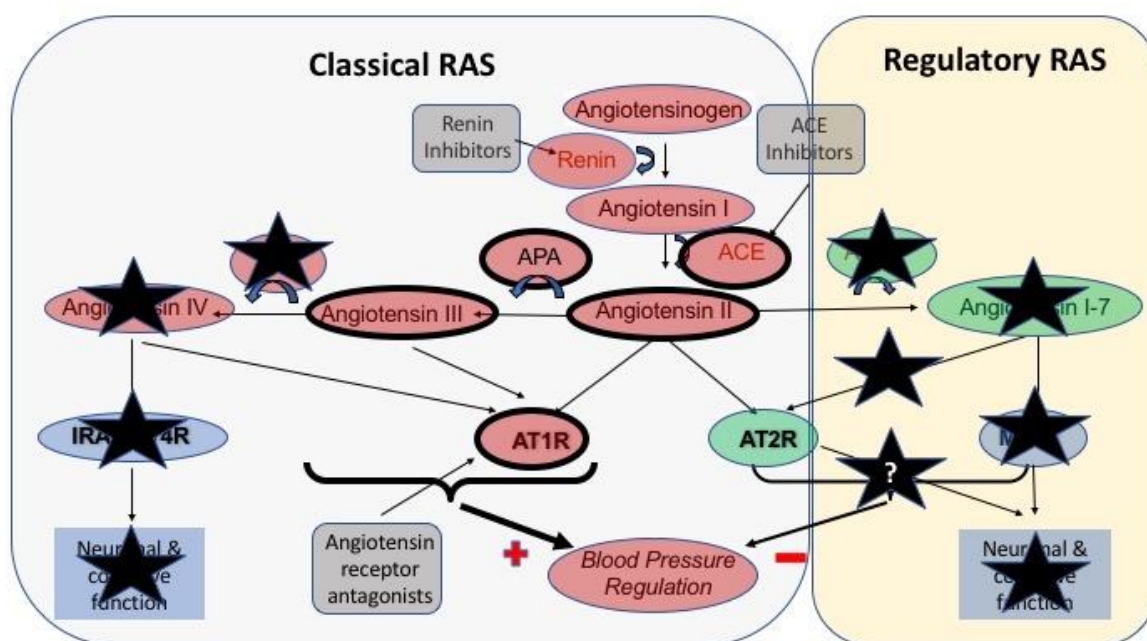 Classical RAS
Regulatory RAS
Angiotensinogen
Renin
Inhibitors
ACE
Inhibitors
Renin
Angiotensin I
APA
ACE
Angiotensin III
Angiotensin II
AT1R
AT2R
?
Angiotensin
receptor
antagonists
+
Blood Pressure
Regulation
-
&
function
&
function